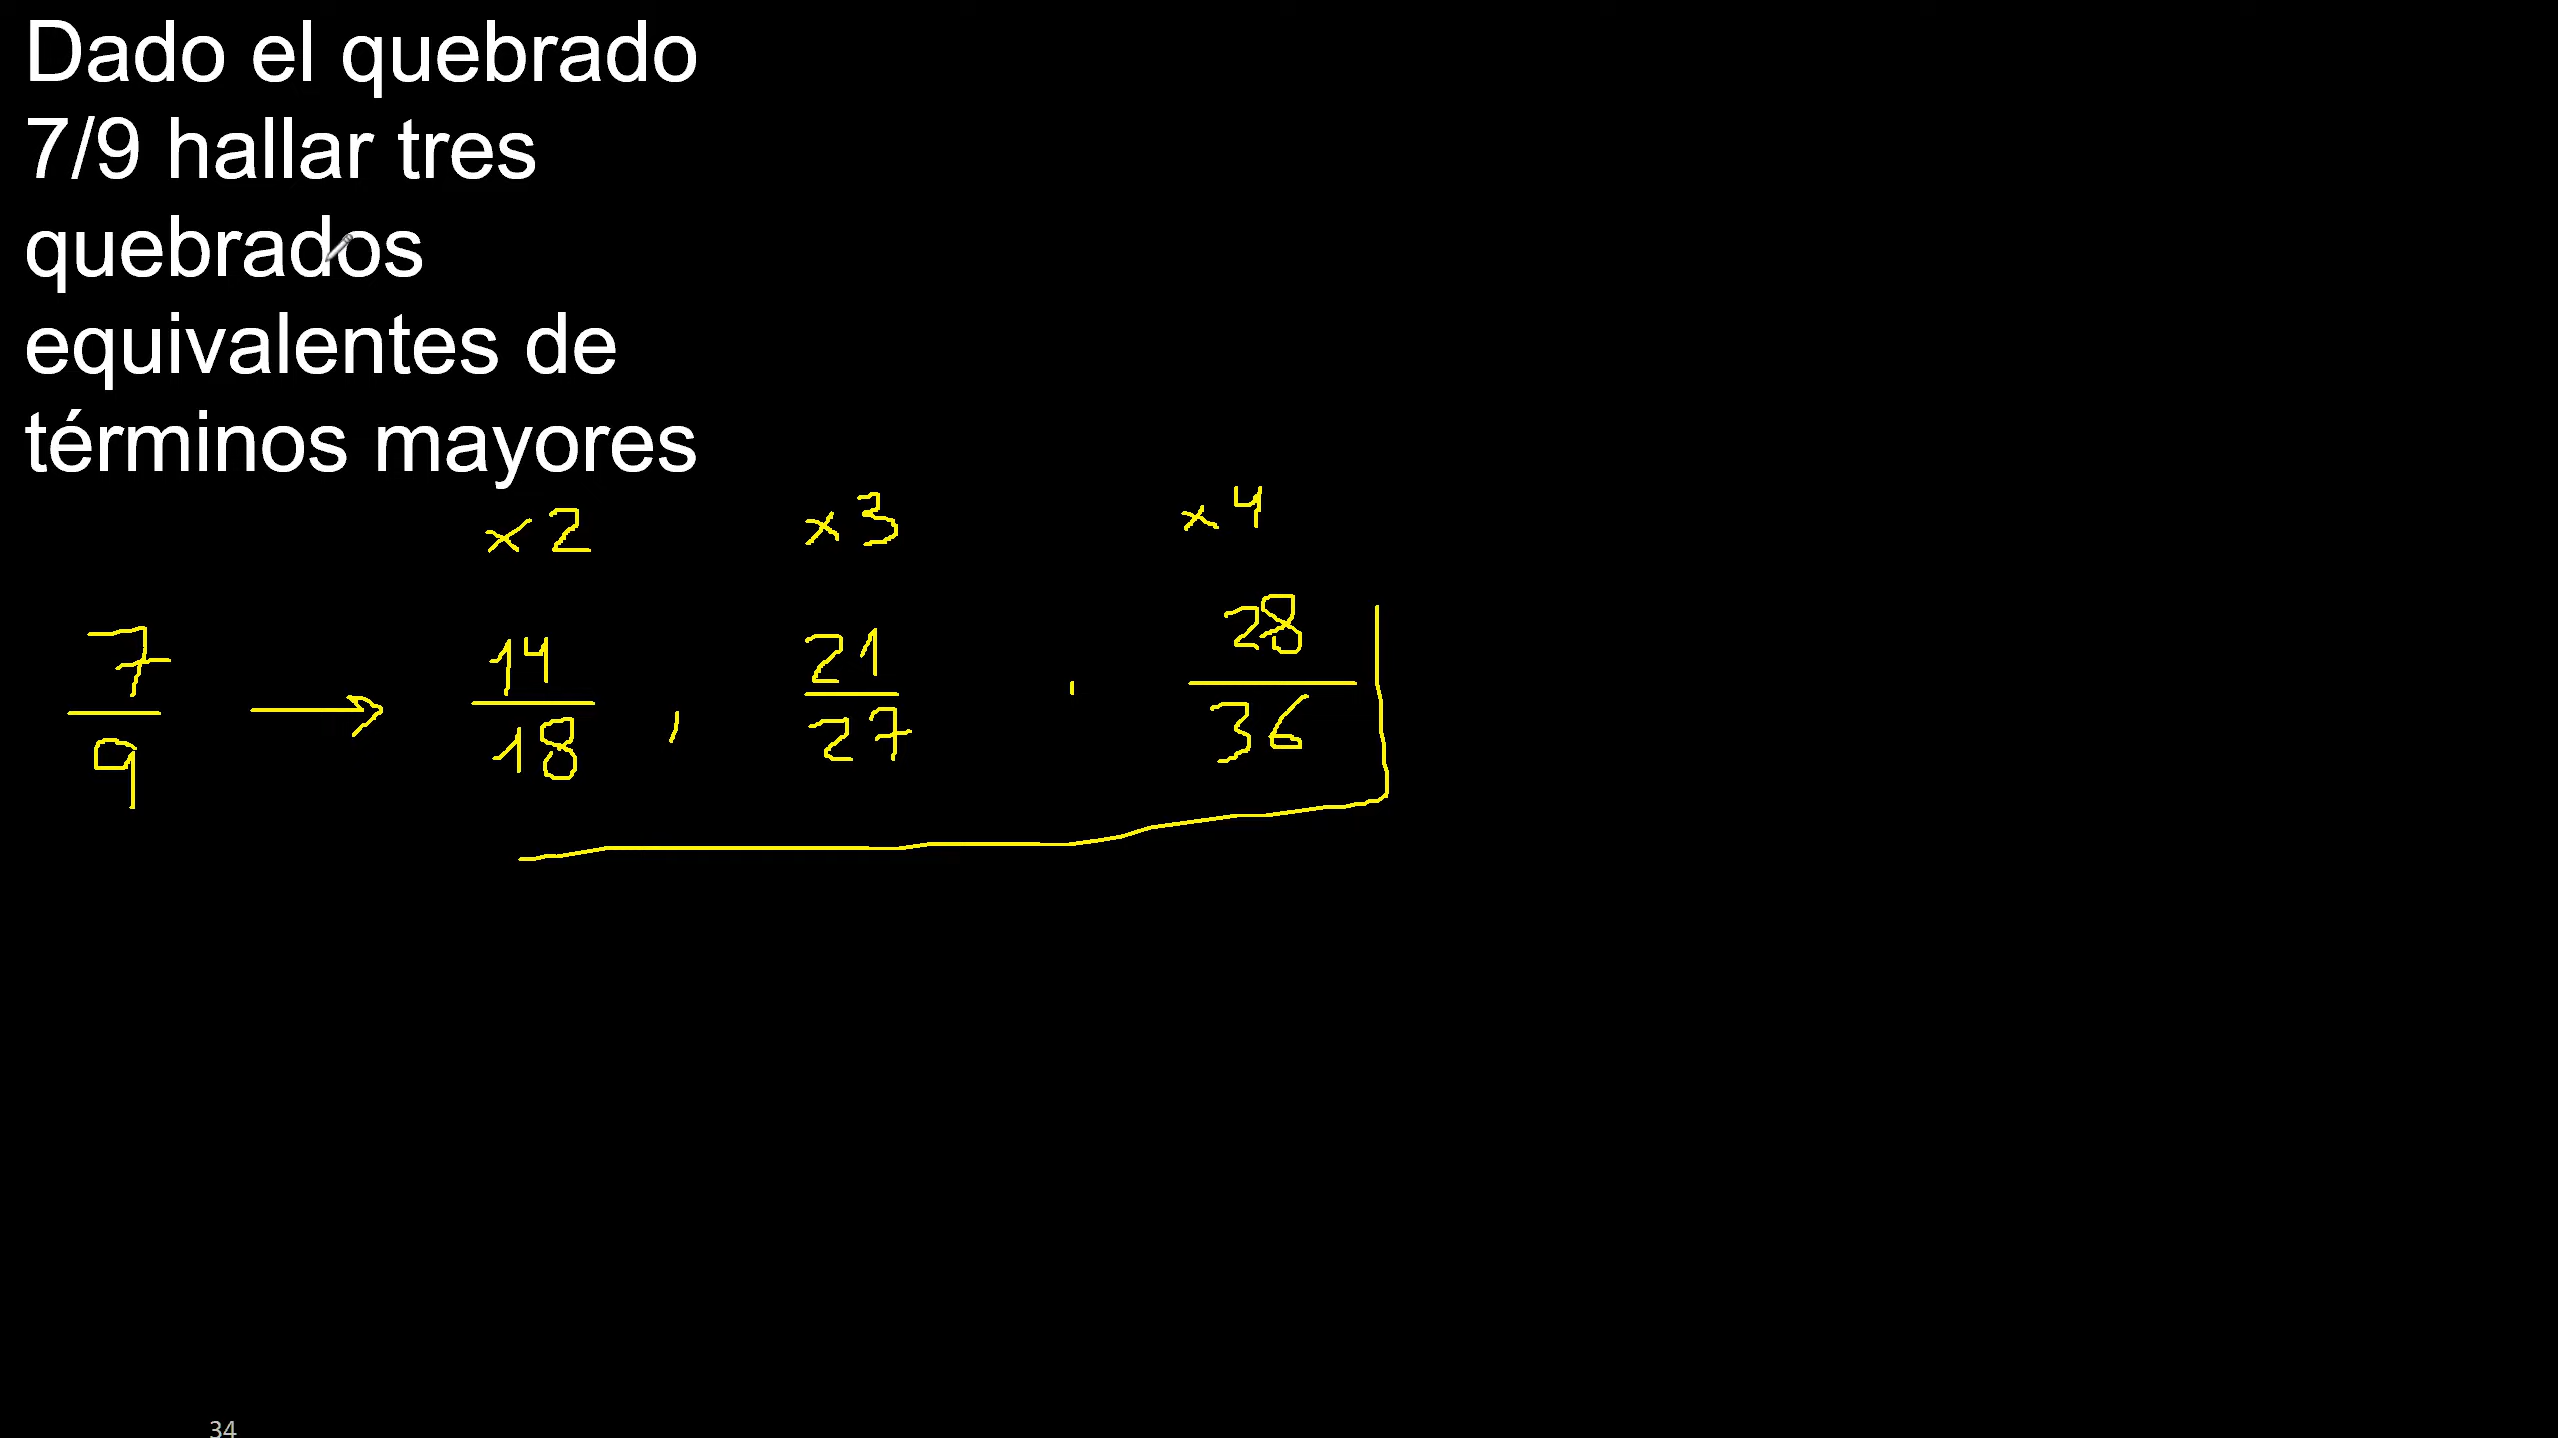 Dado el quebrado
7/9 hallar tres
quebrados
equivalentes de
términos mayores
x2 x3 x4
7/9 → 14/18 , 21/27 , 28/36
34